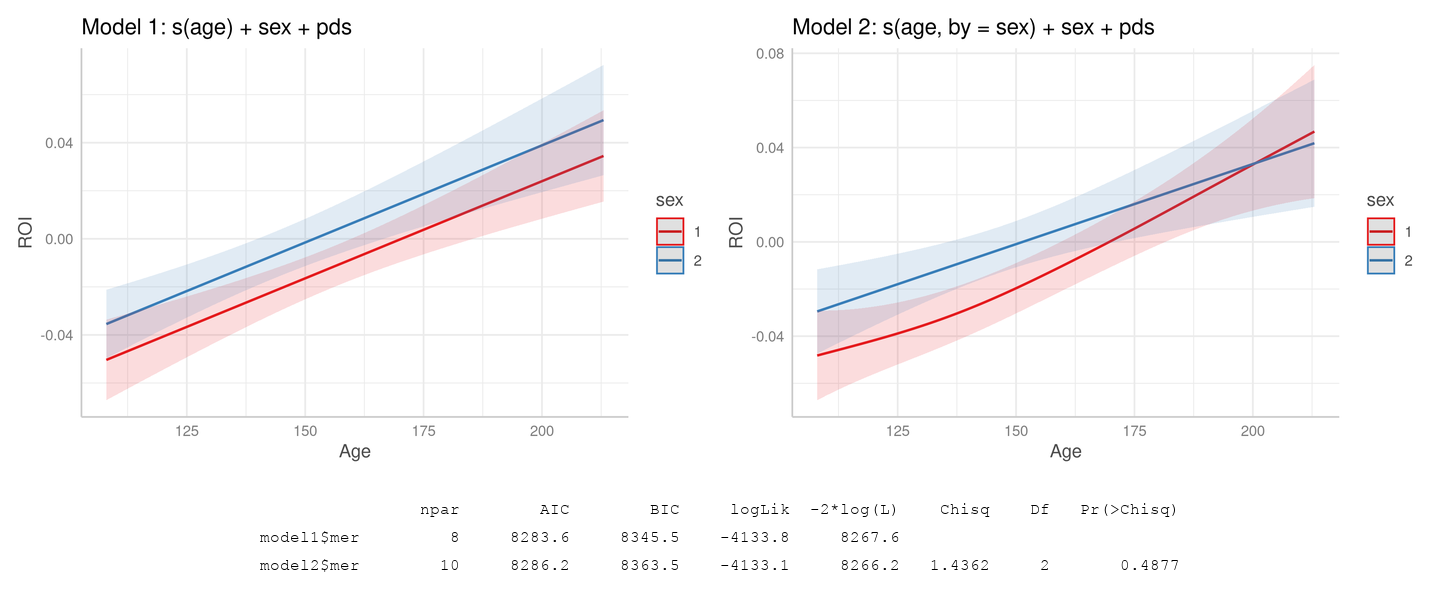 Model 1: s(age) + sex + pds
0.04
0.00
-0.04
ROI
125 150 175 200
Age
sex
1
2
Model 2: s(age, by = sex) + sex + pds
0.08
0.04
0.00
-0.04
ROI
125 150 175 200
Age
sex
1
2
npar AIC BIC logLik -2*log(L) Chisq Df Pr(>Chisq)
model1$mer 8 8283.6 8345.5 -4133.8 8267.6
model2$mer 10 8286.2 8363.5 -4133.1 8266.2 1.4362 2 0.4877